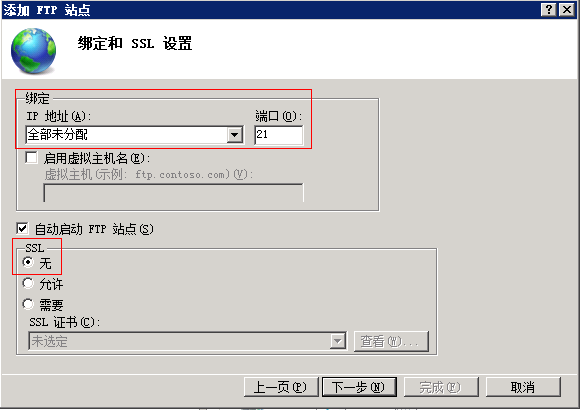 添加 FTP 站点
绑定和 SSL 设置
绑定
IP 地址(A):
端口(O):
全部未分配
21
启用虚拟主机名(E):
虚拟主机(示例: ftp.contoso.com)(V):
自动启动 FTP 站点(S)
SSL
无
允许
需要
SSL 证书(C):
未选定
查看(W)...
上一页(P)
下一步(N)
完成(F)
取消